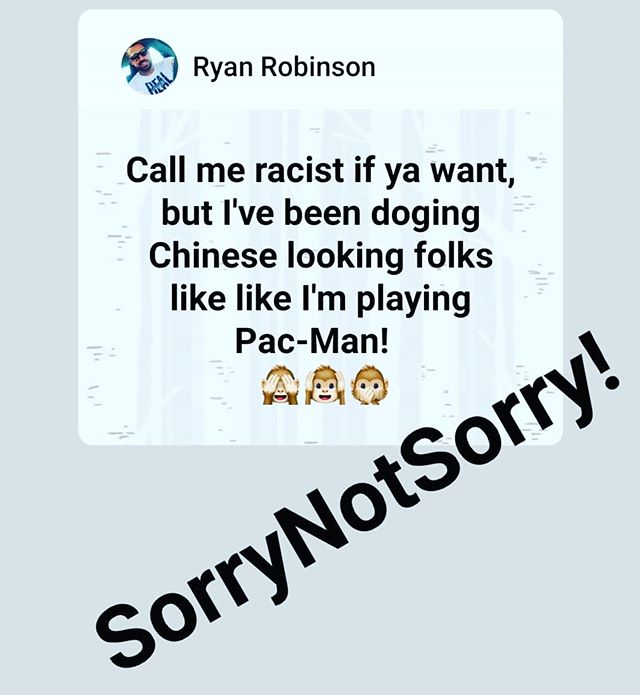 Ryan Robinson
Call me racist if ya want,
but I've been doging
Chinese looking folks
like like I'm playing
Pac-Man!
🙈🙉🙊
SorryNotSorry!
REAL